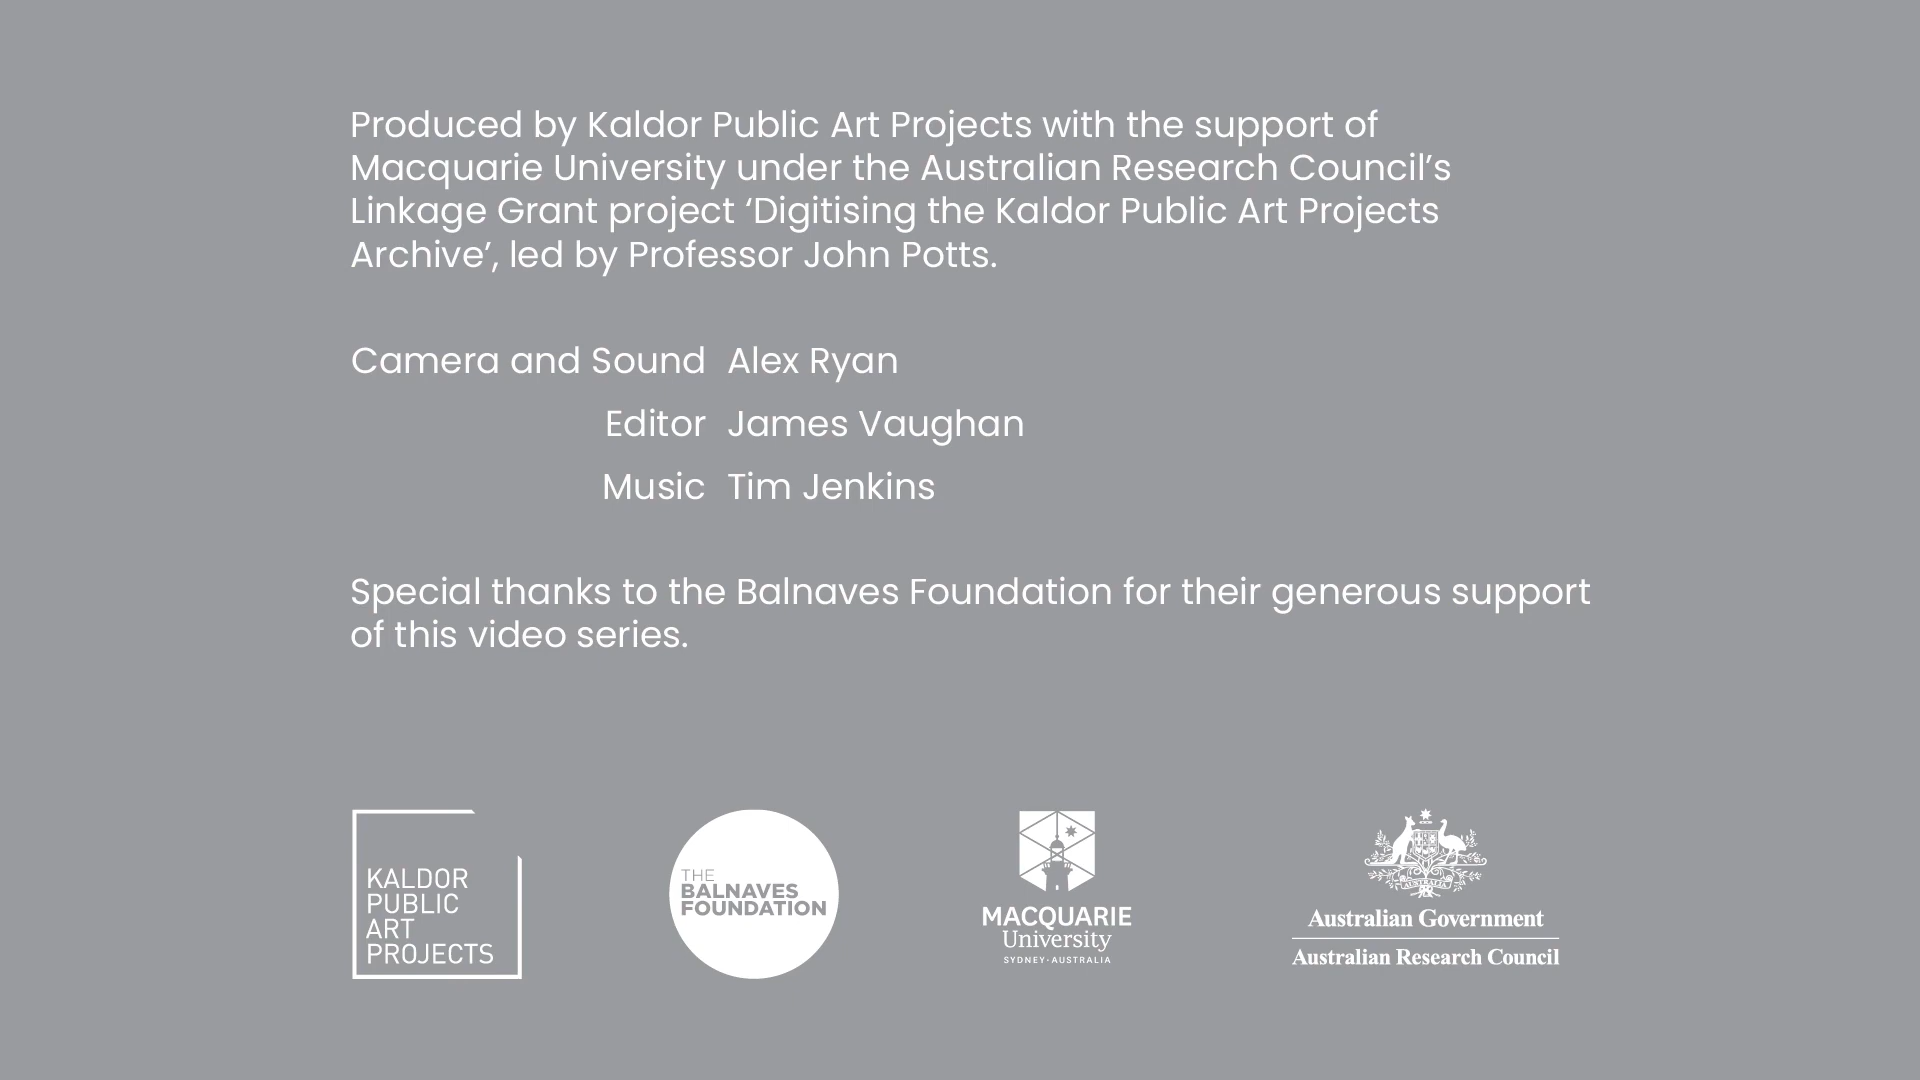 Produced by Kaldor Public Art Projects with the support of
Macquarie University under the Australian Research Council’s
Linkage Grant project ‘Digitising the Kaldor Public Art Projects
Archive’, led by Professor John Potts.
Camera and Sound Alex Ryan
Editor James Vaughan
Music Tim Jenkins
Special thanks to the Balnaves Foundation for their generous support
of this video series.
KALDOR
PUBLIC
ART
PROJECTS
THE
BALNAVES
FOUNDATION
MACQUARIE
University
SYDNEY·AUSTRALIA
AUSTRALIA
Australian Government
Australian Research Council